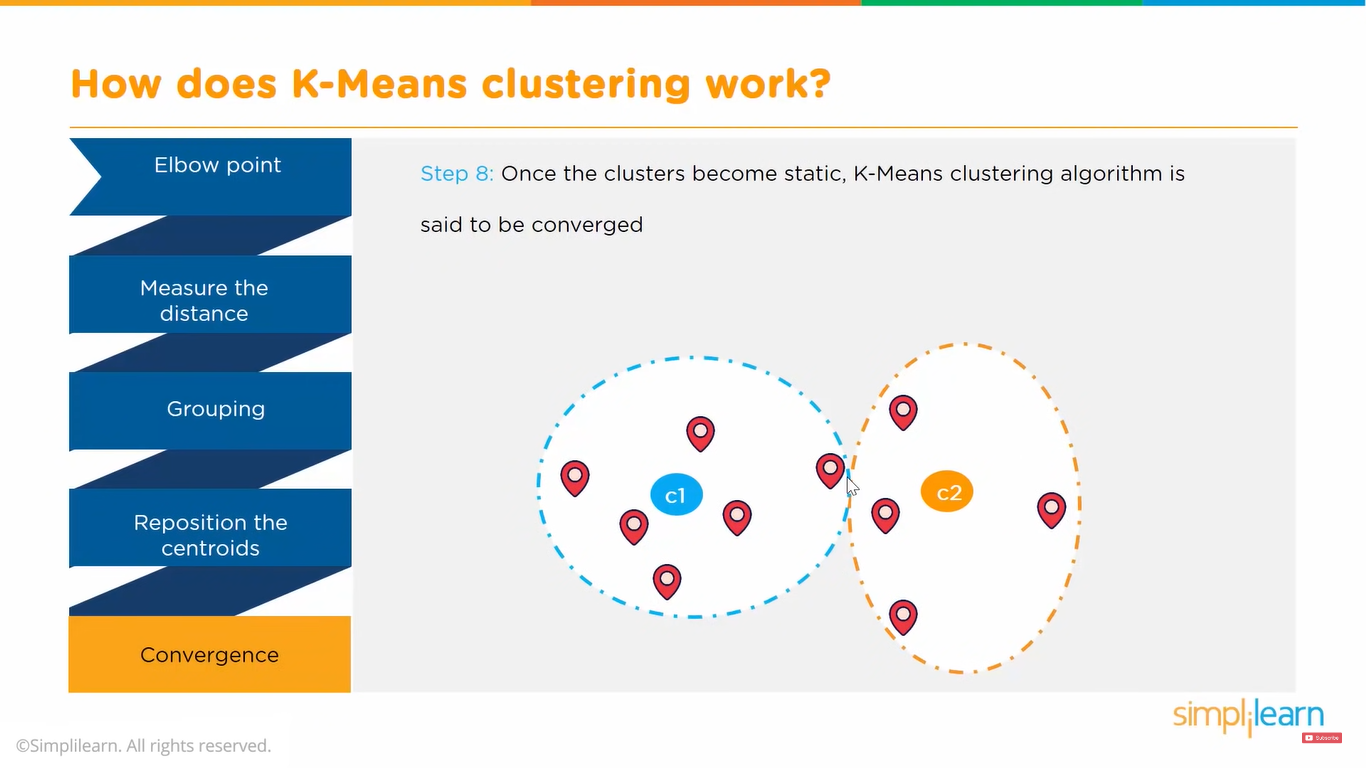 How does K-Means clustering work?
Elbow point
Measure the
distance
Grouping
Reposition the
centroids
Convergence
Step 8: Once the clusters become static, K-Means clustering algorithm is
said to be converged
c1
c2
simplilearn
Subscribe
©Simplilearn. All rights reserved.